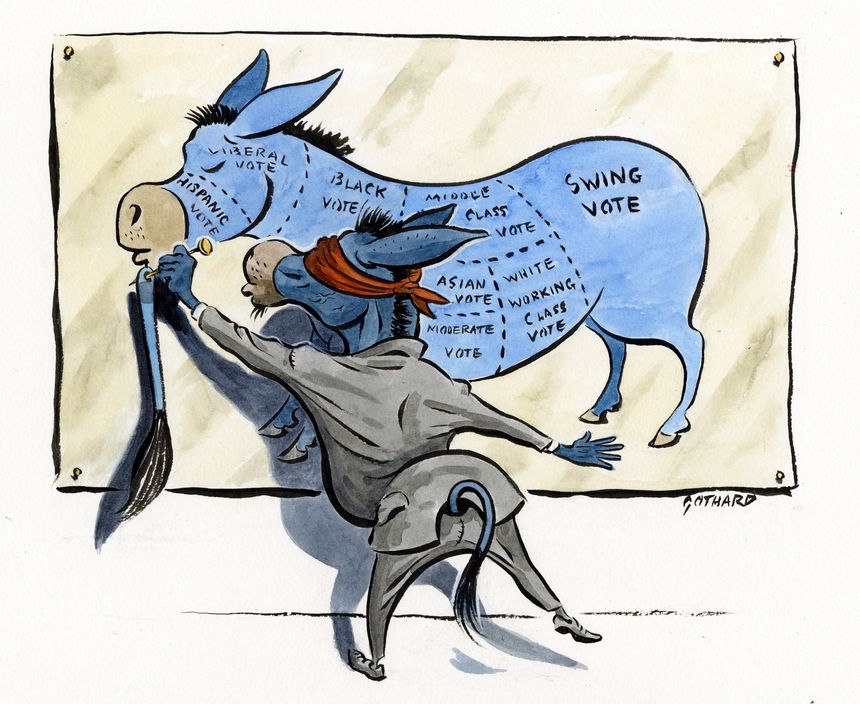 LIBERAL
VOTE
HISPANIC
VOTE
BLACK
VOTE
MIDDLE
CLASS
VOTE
SWING
VOTE
ASIAN
VOTE
WHITE
WORKING
CLASS
VOTE
MODERATE
VOTE
GOTHARD